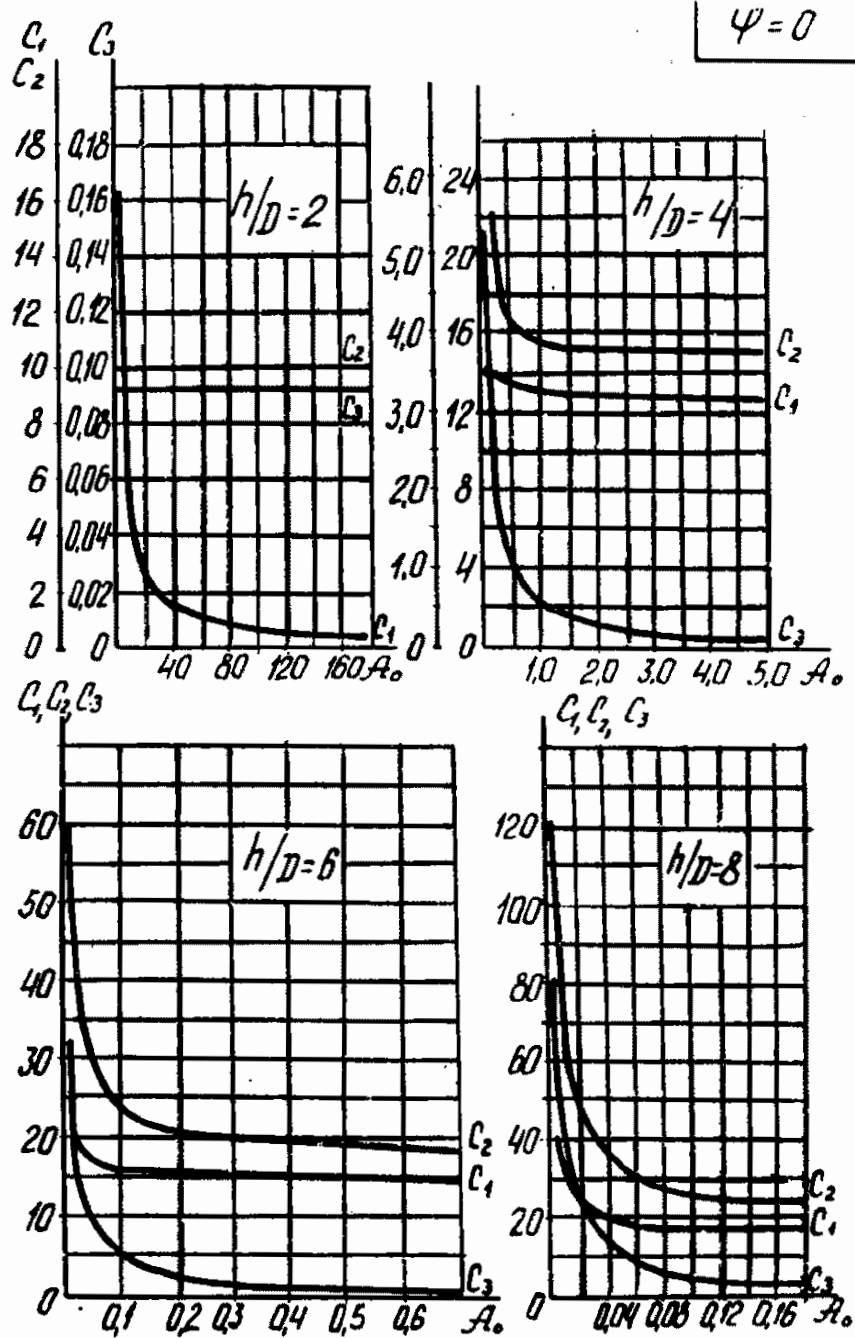 ψ = 0
C₁ C₃
C₂
18 0,18
16 0,16
14 0,14
12 0,12
10 0,10
8 0,08
6 0,06
4 0,04
2 0,02
0 0
h/D=2
C₂
C₃
C₁
40 80 120 160 A₀
6,0 24
5,0 20
4,0 16
3,0 12
2,0 8
1,0 4
0 0
h/D=4
C₂
C₁
C₃
1,0 2,0 3,0 4,0 5,0 A₀
C₁, C₂, C₃
60
50
40
30
20
10
0
h/D=6
C₂
C₁
C₃
0,1 0,2 0,3 0,4 0,5 0,6 A₀
C₁, C₂, C₃
120
100
80
60
40
20
0
h/D=8
C₂
C₁
C₃
0,04 0,08 0,12 0,16 A₀